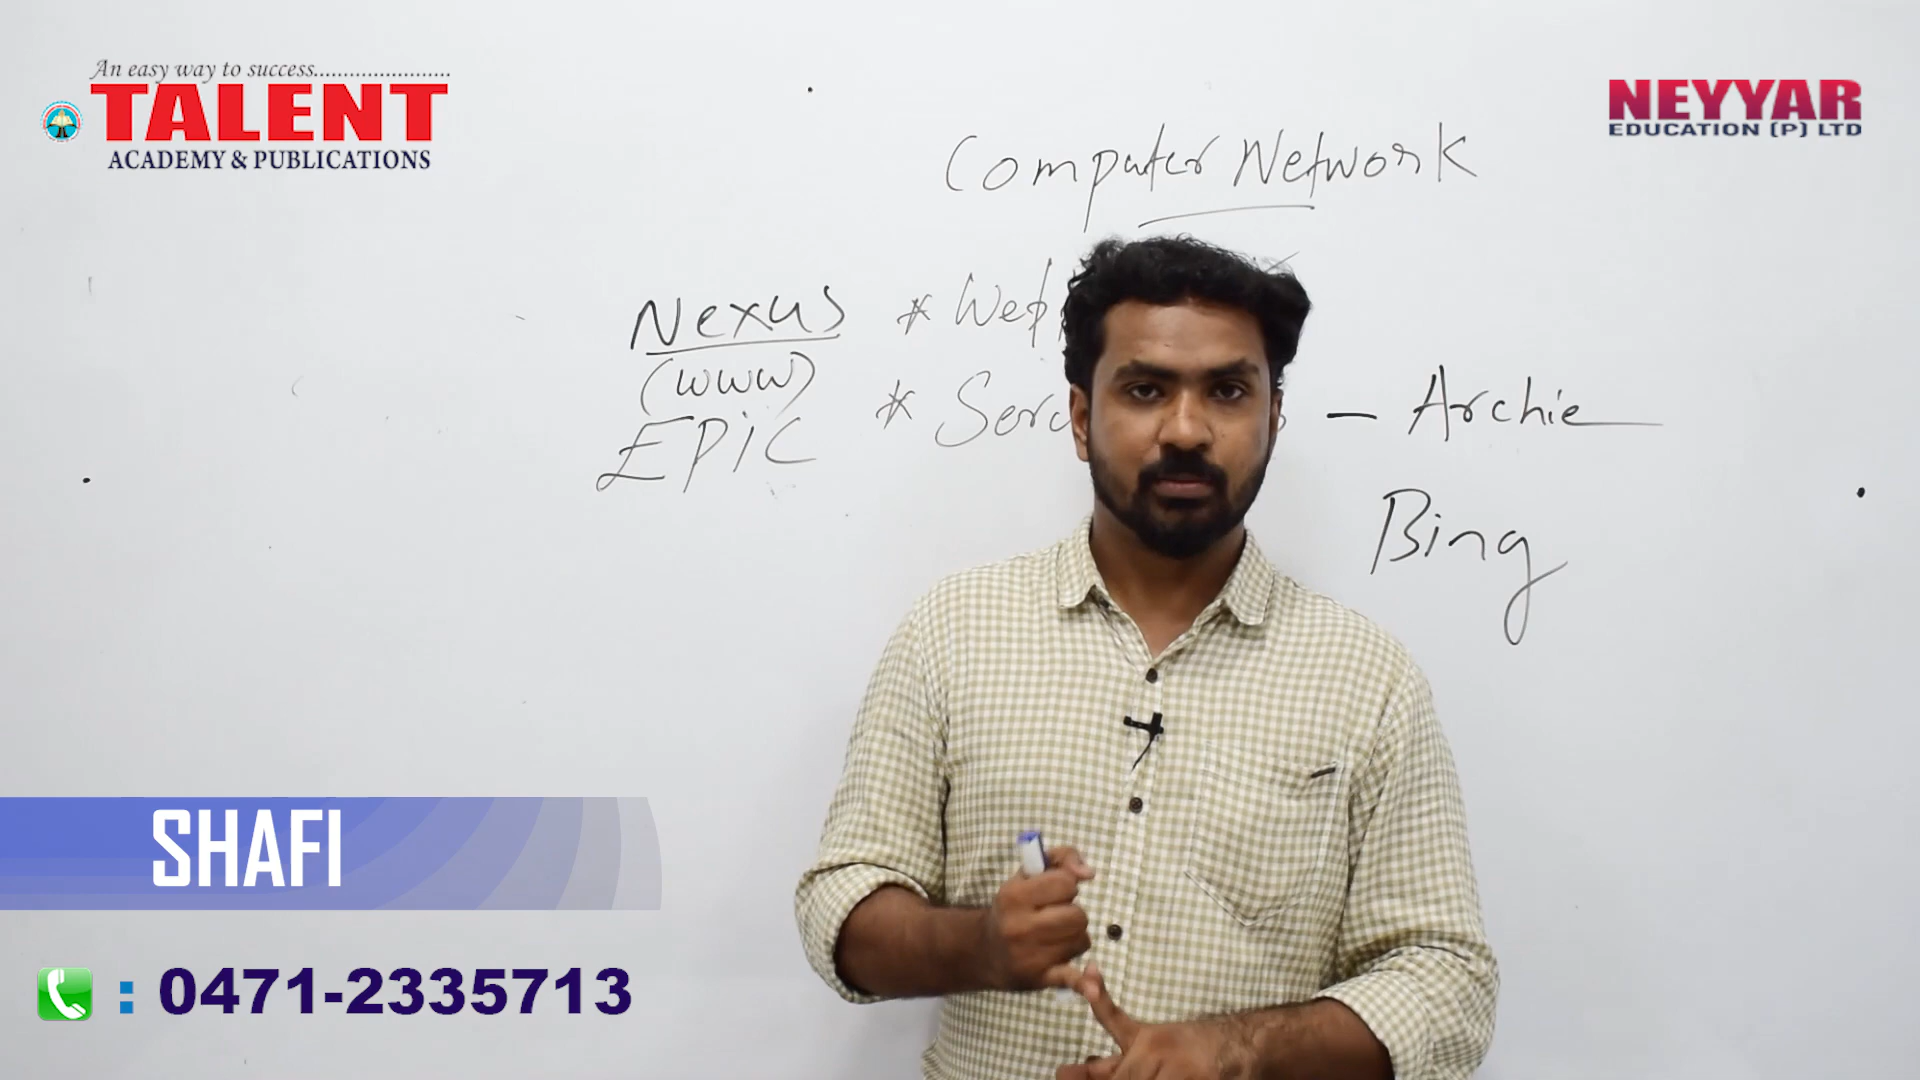 An easy way to success.......................
TALENT
ACADEMY & PUBLICATIONS
NEYYAR
EDUCATION (P) LTD
Computer Network
Nexus
(WWW)
EPiC
*
* Serc
– Archie
Bing
SHAFI
: 0471-2335713